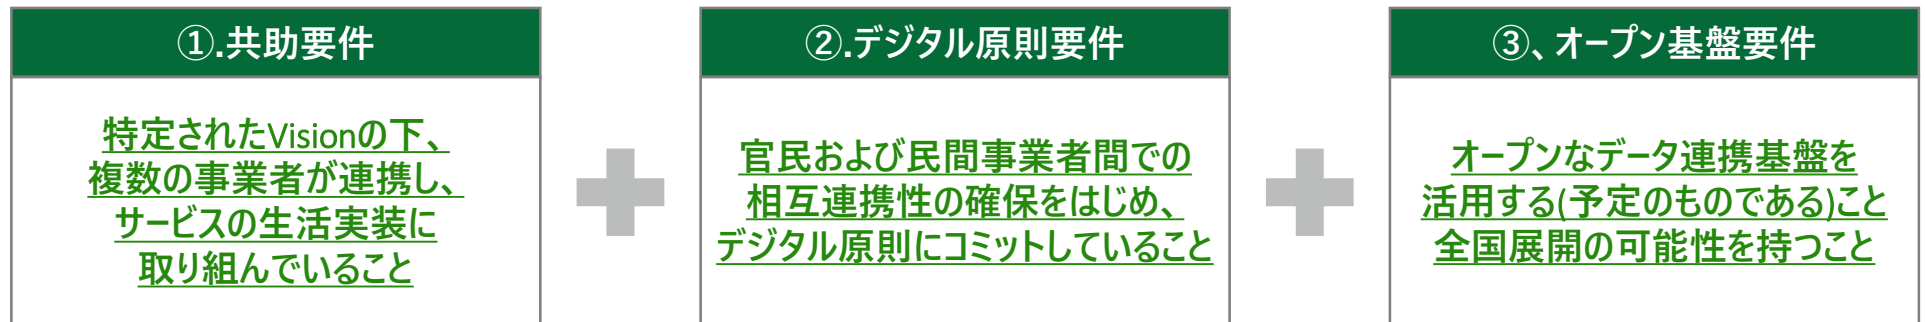 ①.共助要件
特定されたVisionの下、
複数の事業者が連携し、
サービスの生活実装に
取り組んでいること
②.デジタル原則要件
官民および民間事業者間での
相互連携性の確保をはじめ、
デジタル原則にコミットしていること
③、オープン基盤要件
オープンなデータ連携基盤を
活用する(予定のものである)こと
全国展開の可能性を持つこと